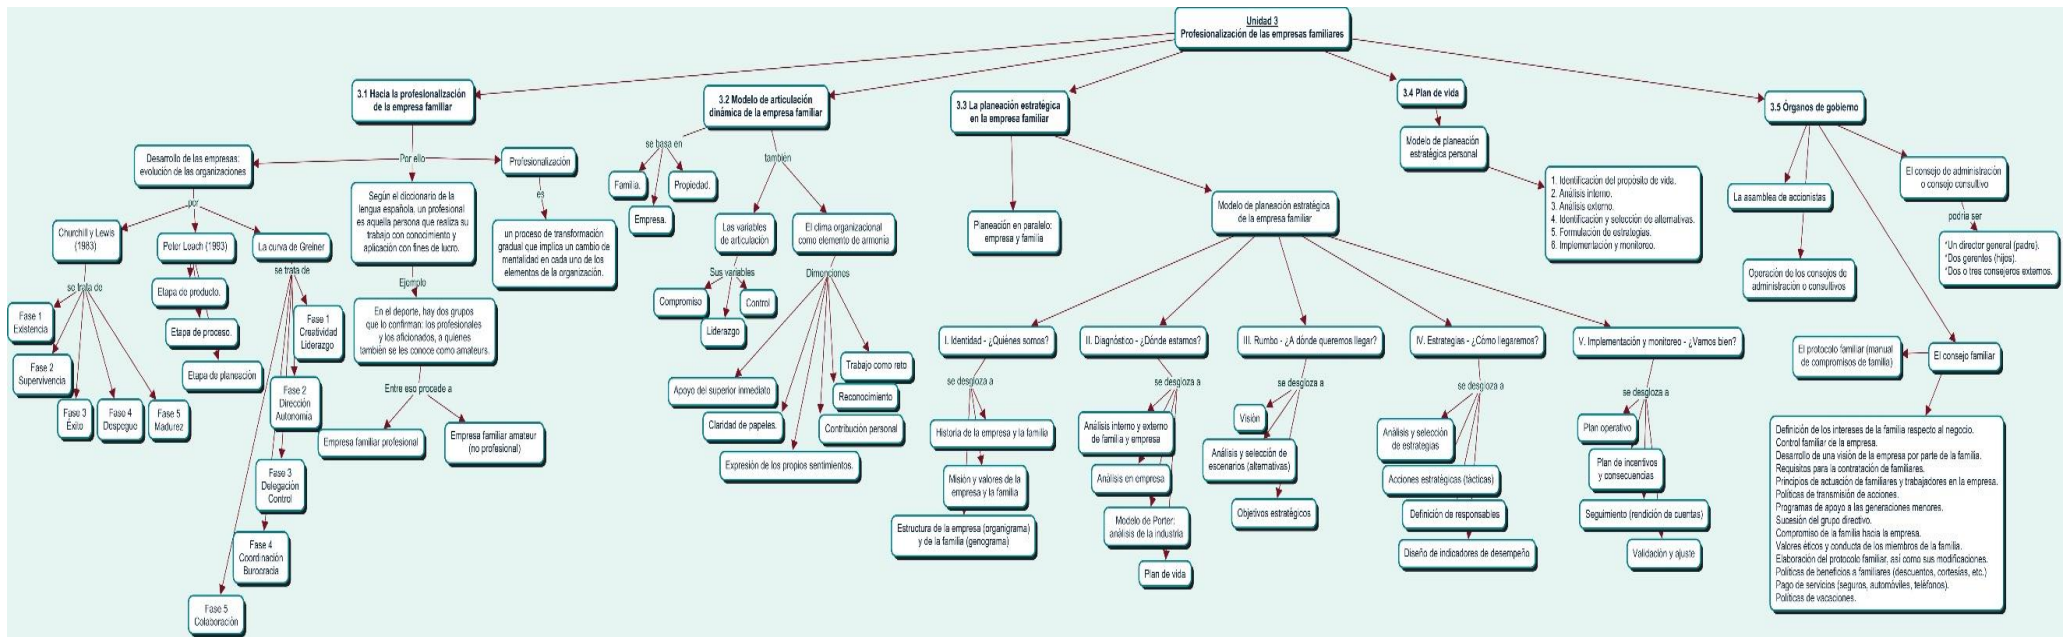 Unidad 3
Profesionalización de las empresas familiares
3.1 Hacia la profesionalización
de la empresa familiar
Desarrollo de las empresas:
evolución de las organizaciones
por
Churchill y Lewis
(1983)
se trata de
Fase 1
Existencia
Fase 2
Supervivencia
Fase 3
Éxito
Fase 4
Despegue
Fase 5
Madurez
Peter Leach (1993)
Etapa de producto.
Etapa de proceso.
Etapa de planeación
La curva de Greiner
se trata de
Fase 1
Creatividad
Liderazgo
Fase 2
Dirección
Autonomía
Fase 3
Delegación
Control
Fase 4
Coordinación
Burocracia
Fase 5
Colaboración
Por ello
Según el diccionario de la
lengua española, un profesional
es aquella persona que realiza su
trabajo con conocimiento y
aplicación con fines de lucro.
Ejemplo
En el deporte, hay dos grupos
que lo confirman: los profesionales
y los aficionados, a quienes
también se les conoce como amateurs.
Entre eso procede a
Empresa familiar profesional
Empresa familiar amateur
(no profesional)
Profesionalización
es
un proceso de transformación
gradual que implica un cambio de
mentalidad en cada uno de los
elementos de la organización.
3.2 Modelo de articulación
dinámica de la empresa familiar
se basa en
Familia.
Empresa.
Propiedad.
también
Las variables
de articulación
Sus variables
Compromiso
Liderazgo
Control
El clima organizacional
como elemento de armonía
Dimenciones
Apoyo del superior inmediato
Claridad de papeles.
Expresión de los propios sentimientos.
Contribución personal
Reconocimiento
Trabajo como reto
3.3 La planeación estratégica
en la empresa familiar
Planeación en paralelo:
empresa y familia
Modelo de planeación estratégica
de la empresa familiar
I. Identidad - ¿Quiénes somos?
se desgloza a
Historia de la empresa y la familia
Misión y valores de la
empresa y la familia
Estructura de la empresa (organigrama)
y de la familia (genograma)
II. Diagnóstico - ¿Dónde estamos?
se desgloza a
Análisis interno y externo
de familia y empresa
Análisis en empresa
Modelo de Porter:
análisis de la industria
Plan de vida
III. Rumbo - ¿A dónde queremos llegar?
se desgloza a
Visión
Análisis y selección de
escenarios (alternativas)
Objetivos estratégicos
IV. Estrategias - ¿Cómo llegaremos?
se desgloza a
Análisis y selección
de estrategias
Acciones estratégicas (tácticas)
Definición de responsables
Diseño de indicadores de desempeño
V. Implementación y monitoreo - ¿Vamos bien?
se desgloza a
Plan operativo
Plan de incentivos
y consecuencias
Seguimiento (rendición de cuentas)
Validación y ajuste
3.4 Plan de vida
Modelo de planeación
estratégica personal
1. Identificación del propósito de vida.
2. Análisis interno.
3. Análisis externo.
4. Identificación y selección de alternativas.
5. Formulación de estrategias.
6. Implementación y monitoreo.
3.5 Órganos de gobierno
La asamblea de accionistas
Operación de los consejos de
administración o consultivos
El consejo de administración
o consejo consultivo
podría ser
*Un director general (padre).
*Dos gerentes (hijos).
*Dos o tres consejeros externos.
El consejo familiar
El protocolo familiar (manual
de compromisos de familia)
Definición de los intereses de la familia respecto al negocio.
Control familiar de la empresa.
Desarrollo de una visión de la empresa por parte de la familia.
Requisitos para la contratación de familiares.
Principios de actuación de familiares y trabajadores en la empresa.
Políticas de transmisión de acciones.
Programas de apoyo a las generaciones menores.
Sucesión del grupo directivo.
Compromiso de la familia hacia la empresa.
Valores éticos y conducta de los miembros de la familia.
Elaboración del protocolo familiar, así como sus modificaciones.
Políticas de beneficios a familiares (descuentos, cortesías, etc.)
Pago de servicios (seguros, automóviles, teléfonos).
Políticas de vacaciones.